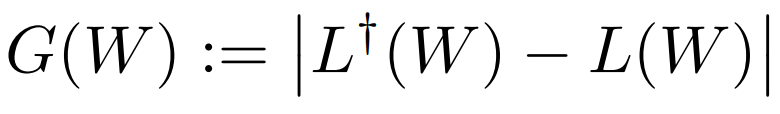 G(W) := |L†(W) − L(W)|